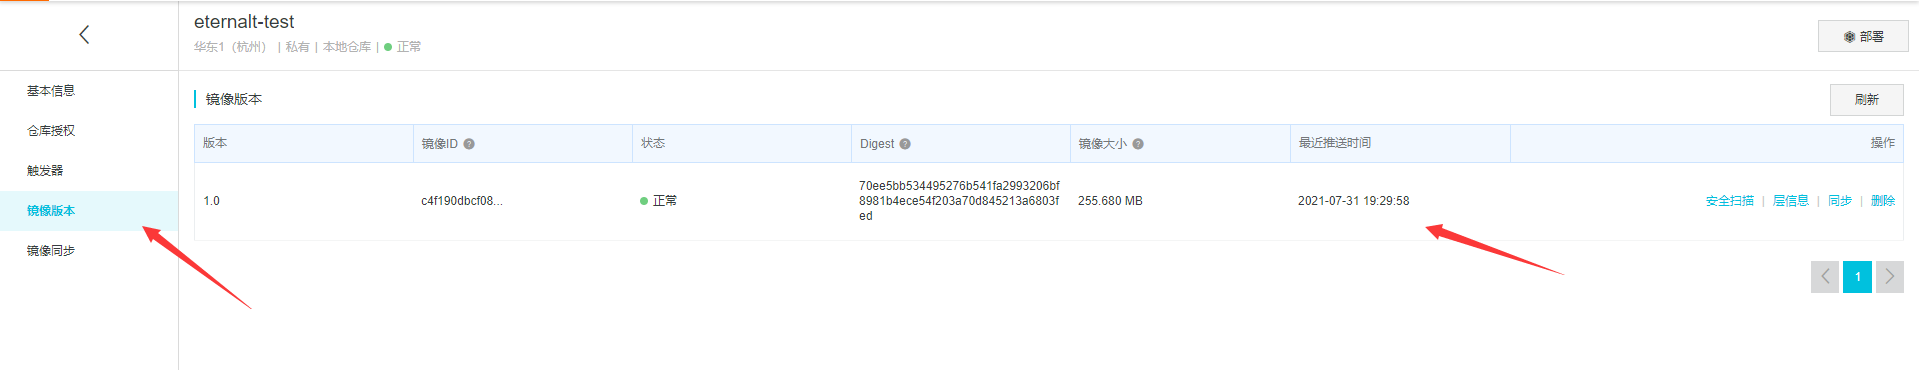 eternalt-test
华东1（杭州） | 私有 | 本地仓库 | 正常
部署
基本信息
仓库授权
触发器
镜像版本
镜像同步
镜像版本
刷新
版本 镜像ID 状态 Digest 镜像大小 最近推送时间 操作
1.0 c4f190dbcf08... 正常 70ee5bb534495276b541fa2993206bf
8981b4ece54f203a70d845213a6803f
ed 255.680 MB 2021-07-31 19:29:58 安全扫描 | 层信息 | 同步 | 删除
1